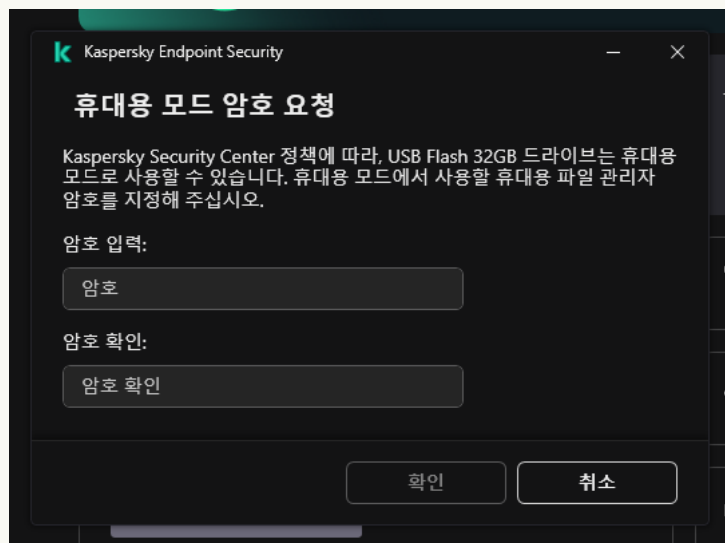 Kaspersky Endpoint Security
휴대용 모드 암호 요청
Kaspersky Security Center 정책에 따라, USB Flash 32GB 드라이브는 휴대용
모드로 사용할 수 있습니다. 휴대용 모드에서 사용할 휴대용 파일 관리자
암호를 지정해 주십시오.
암호 입력:
암호
암호 확인:
암호 확인
확인
취소